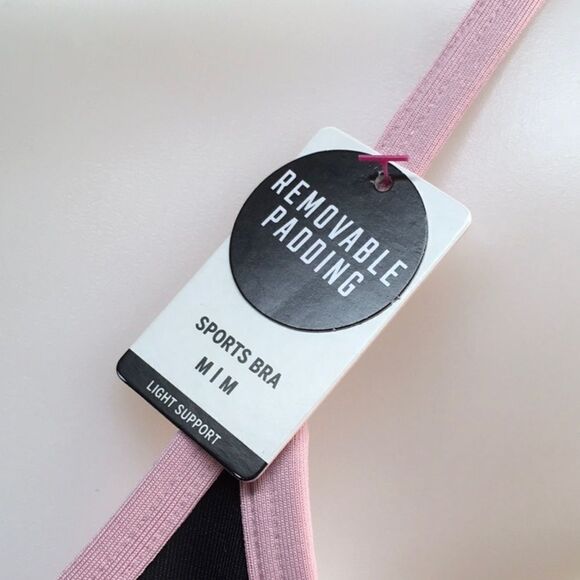 REMOVABLE
PADDING
SPORTS BRA
M | M
LIGHT SUPPORT